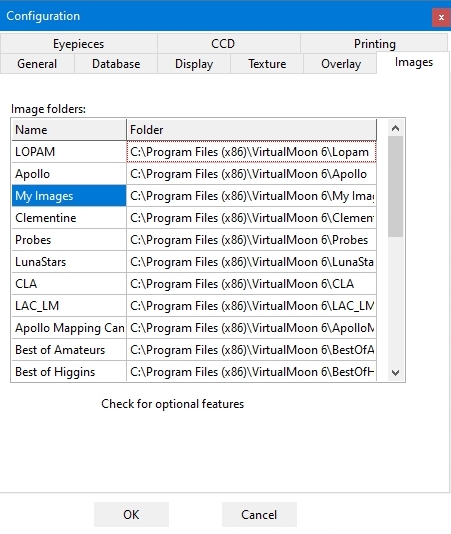 Configuration
x
Eyepieces CCD Printing
General Database Display Texture Overlay Images
Image folders:
Name Folder
LOPAM C:\Program Files (x86)\VirtualMoon 6\Lopam
Apollo C:\Program Files (x86)\VirtualMoon 6\Apollo
My Images C:\Program Files (x86)\VirtualMoon 6\My Imag
Clementine C:\Program Files (x86)\VirtualMoon 6\Clement
Probes C:\Program Files (x86)\VirtualMoon 6\Probes
LunaStars C:\Program Files (x86)\VirtualMoon 6\LunaSta
CLA C:\Program Files (x86)\VirtualMoon 6\CLA
LAC_LM C:\Program Files (x86)\VirtualMoon 6\LAC_LM
Apollo Mapping Can C:\Program Files (x86)\VirtualMoon 6\ApolloM
Best of Amateurs C:\Program Files (x86)\VirtualMoon 6\BestOfA
Best of Higgins C:\Program Files (x86)\VirtualMoon 6\BestOfH
Check for optional features
OK Cancel